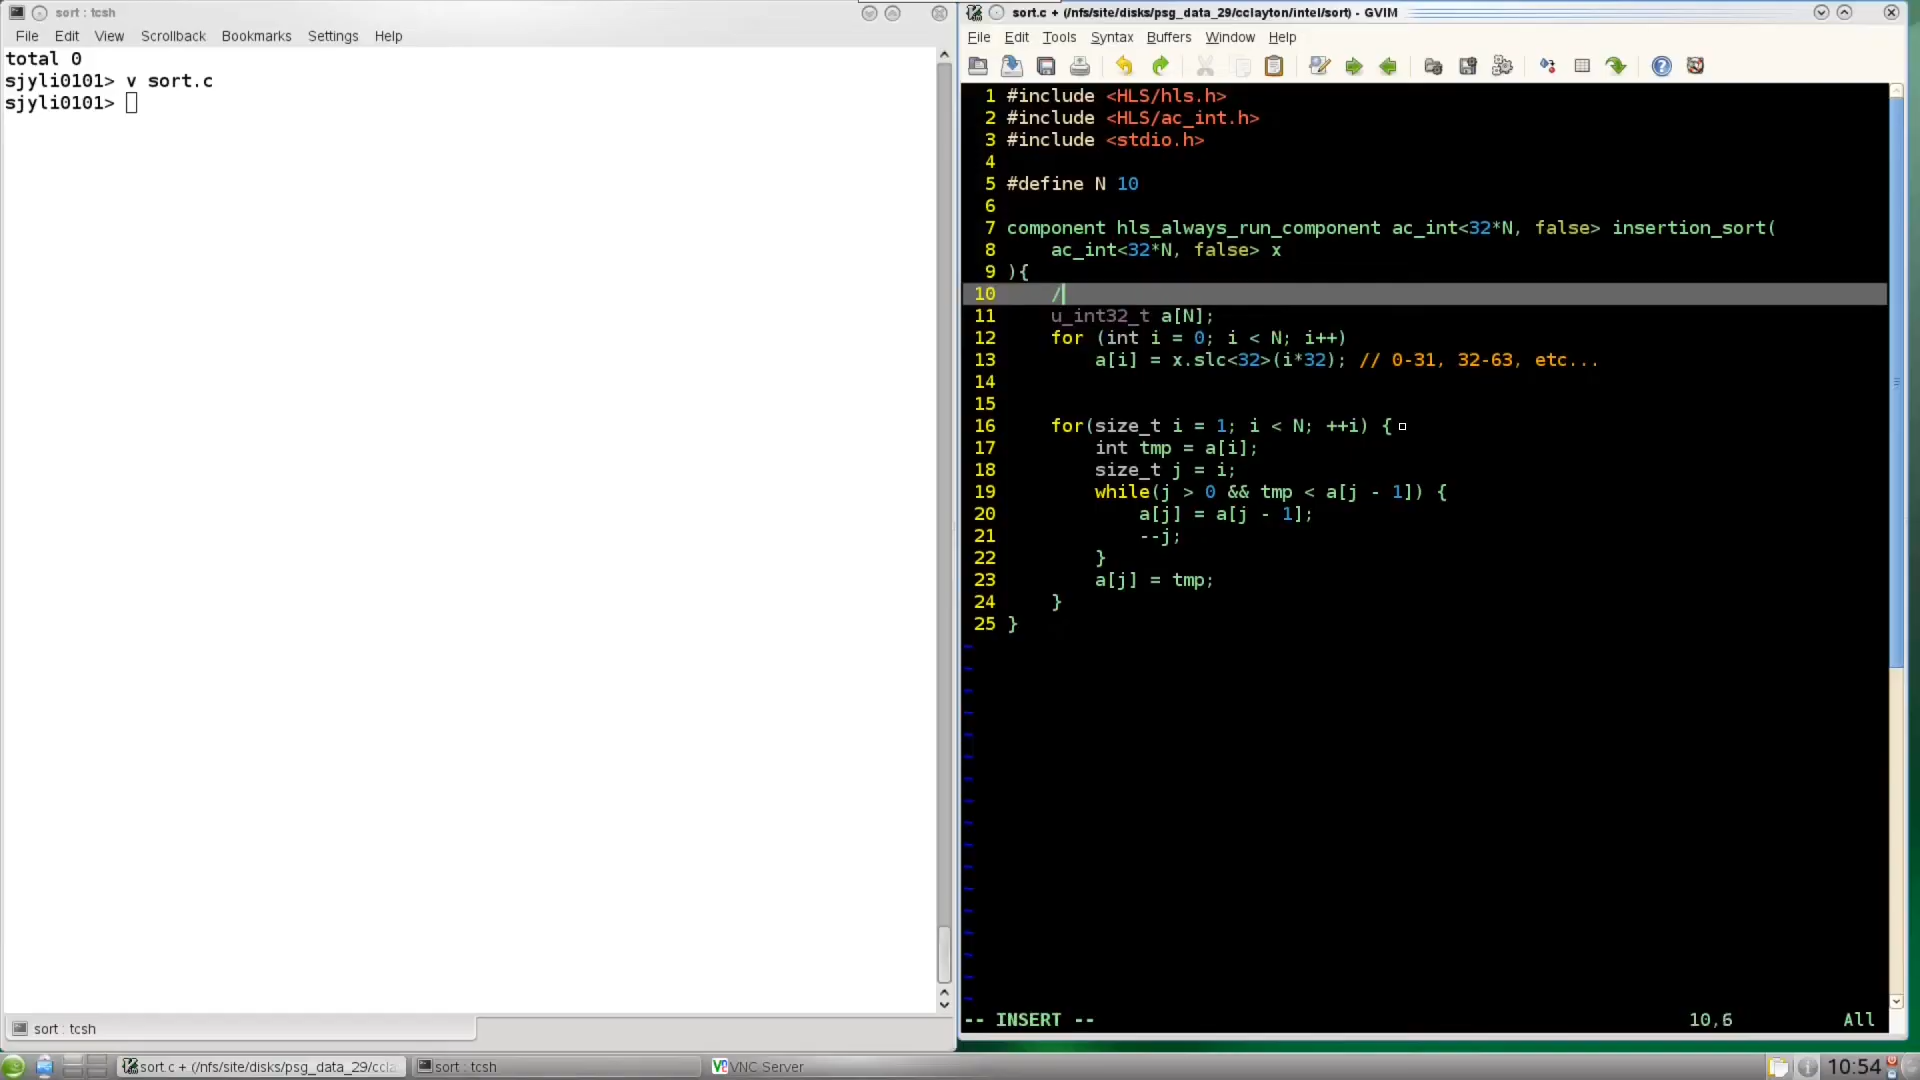 sort : tcsh
File Edit View Scrollback Bookmarks Settings Help
total 0
sjyli0101> v sort.c
sjyli0101>
sort : tcsh
sort.c + (/nfs/site/disks/psg_data_29/cclayton/intel/sort) - GVIM
File Edit Tools Syntax Buffers Window Help
1 #include <HLS/hls.h>
2 #include <HLS/ac_int.h>
3 #include <stdio.h>
4
5 #define N 10
6
7 component hls_always_run_component ac_int<32*N, false> insertion_sort(
8     ac_int<32*N, false> x
9 ){
10     /
11     u_int32_t a[N];
12     for (int i = 0; i < N; i++)
13         a[i] = x.slc<32>(i*32); // 0-31, 32-63, etc...
14
15
16     for(size_t i = 1; i < N; ++i) {
17         int tmp = a[i];
18         size_t j = i;
19         while(j > 0 && tmp < a[j - 1]) {
20             a[j] = a[j - 1];
21             --j;
22         }
23         a[j] = tmp;
24     }
25 }
-- INSERT -- 10,6 All
sort.c + (/nfs/site/disks/psg_data_29/ccla sort : tcsh VNC Server 10:54